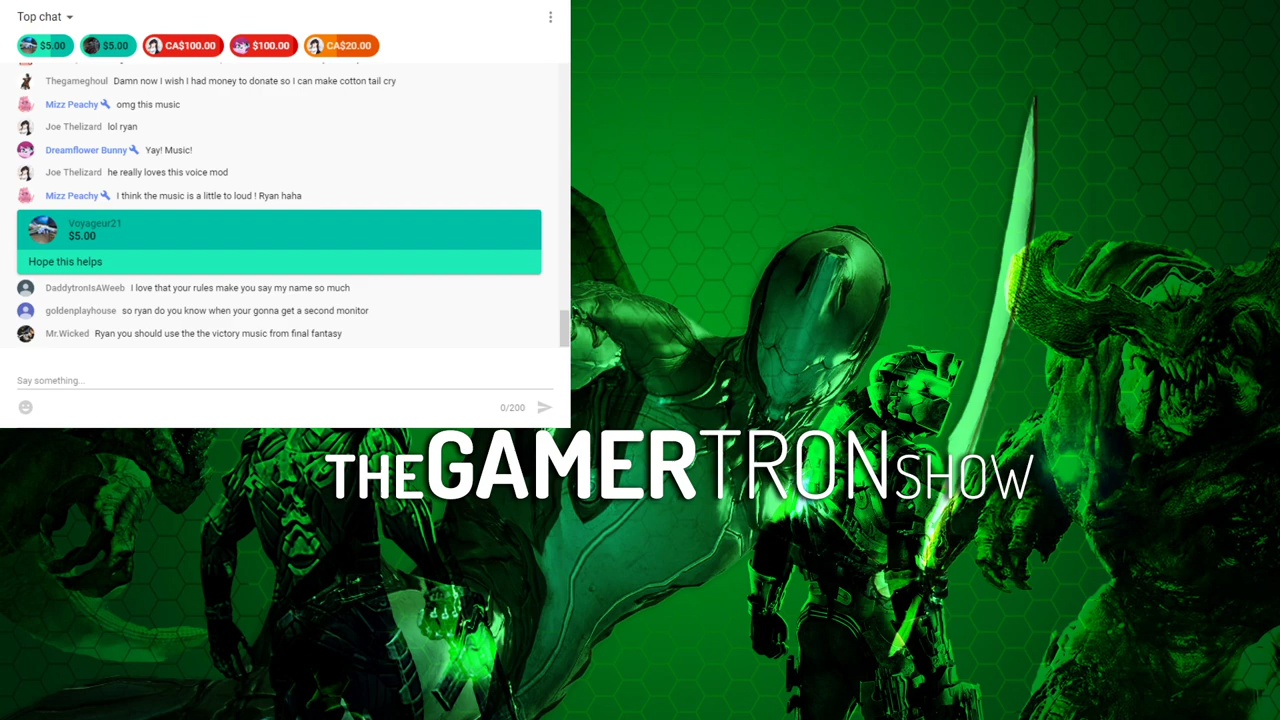 Top chat
$5.00 $5.00 CA$100.00 $100.00 CA$20.00
Thegameghoul Damn now I wish I had money to donate so I can make cotton tail cry
Mizz Peachy omg this music
Joe Thelizard lol ryan
Dreamflower Bunny Yay! Music!
Joe Thelizard he really loves this voice mod
Mizz Peachy I think the music is a little to loud ! Ryan haha
Voyageur21
$5.00
Hope this helps
DaddytronIsAWeeb I love that your rules make you say my name so much
goldenplayhouse so ryan do you know when your gonna get a second monitor
Mr.Wicked Ryan you should use the the victory music from final fantasy
Say something...
0/200
THEGAMERTRONSHOW